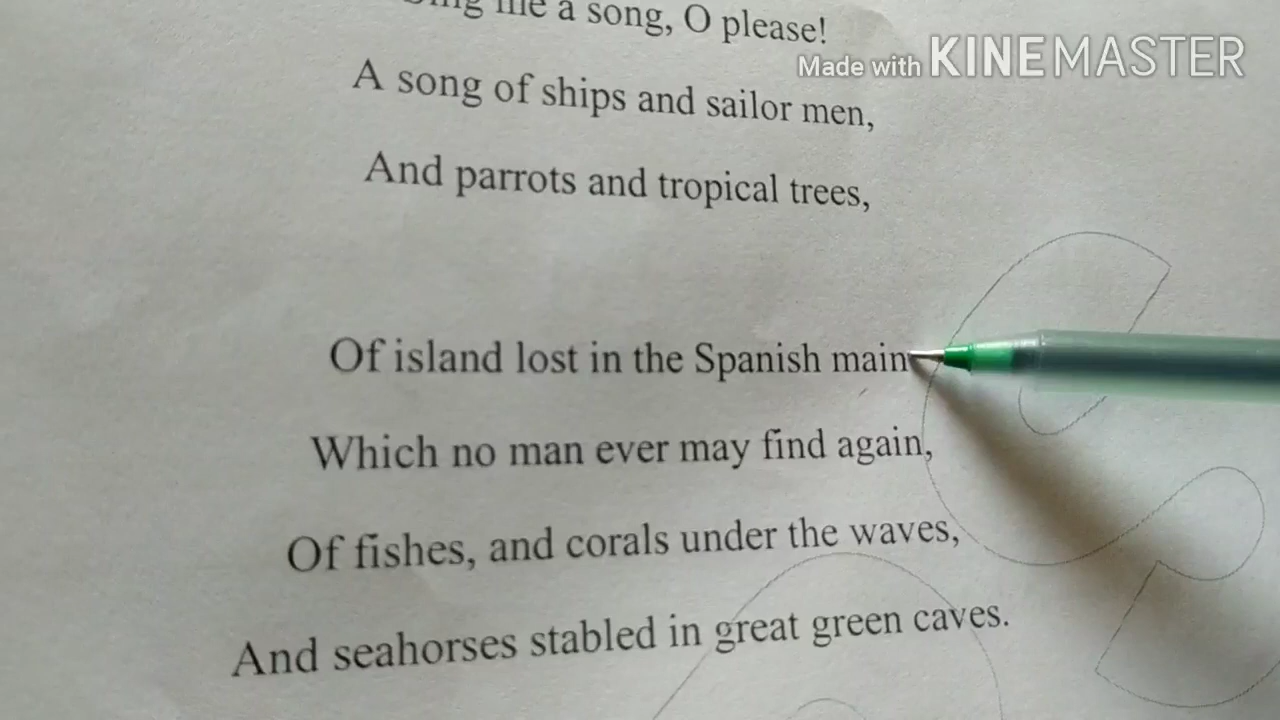 me a song, O please!
Made with KINEMASTER
A song of ships and sailor men,
And parrots and tropical trees,
Of island lost in the Spanish main
Which no man ever may find again,
Of fishes, and corals under the waves,
And seahorses stabled in great green caves.